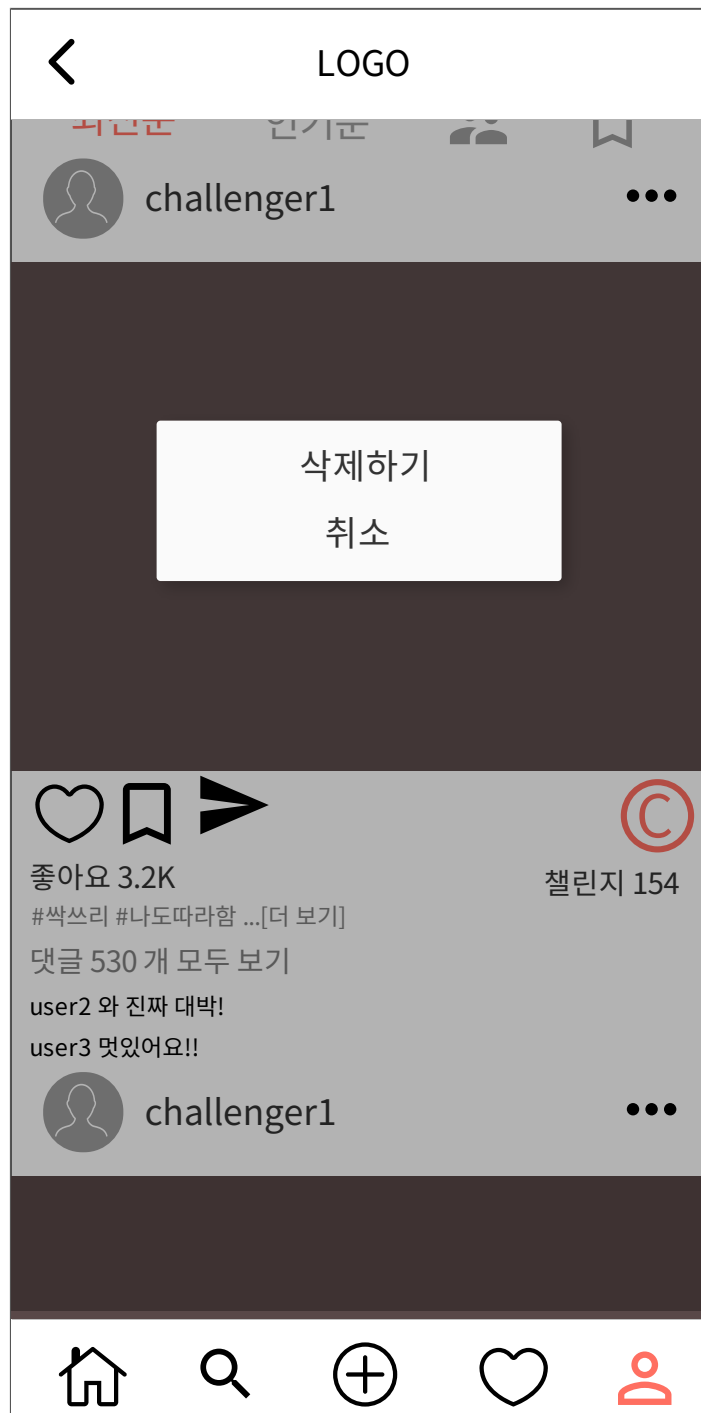 LOGO
challenger1
삭제하기
취소
좋아요 3.2K
챌린지 154
#싹쓰리 #나도따라함 ...[더 보기]
댓글 530 개 모두 보기
user2 와 진짜 대박!
user3 멋있어요!!
challenger1